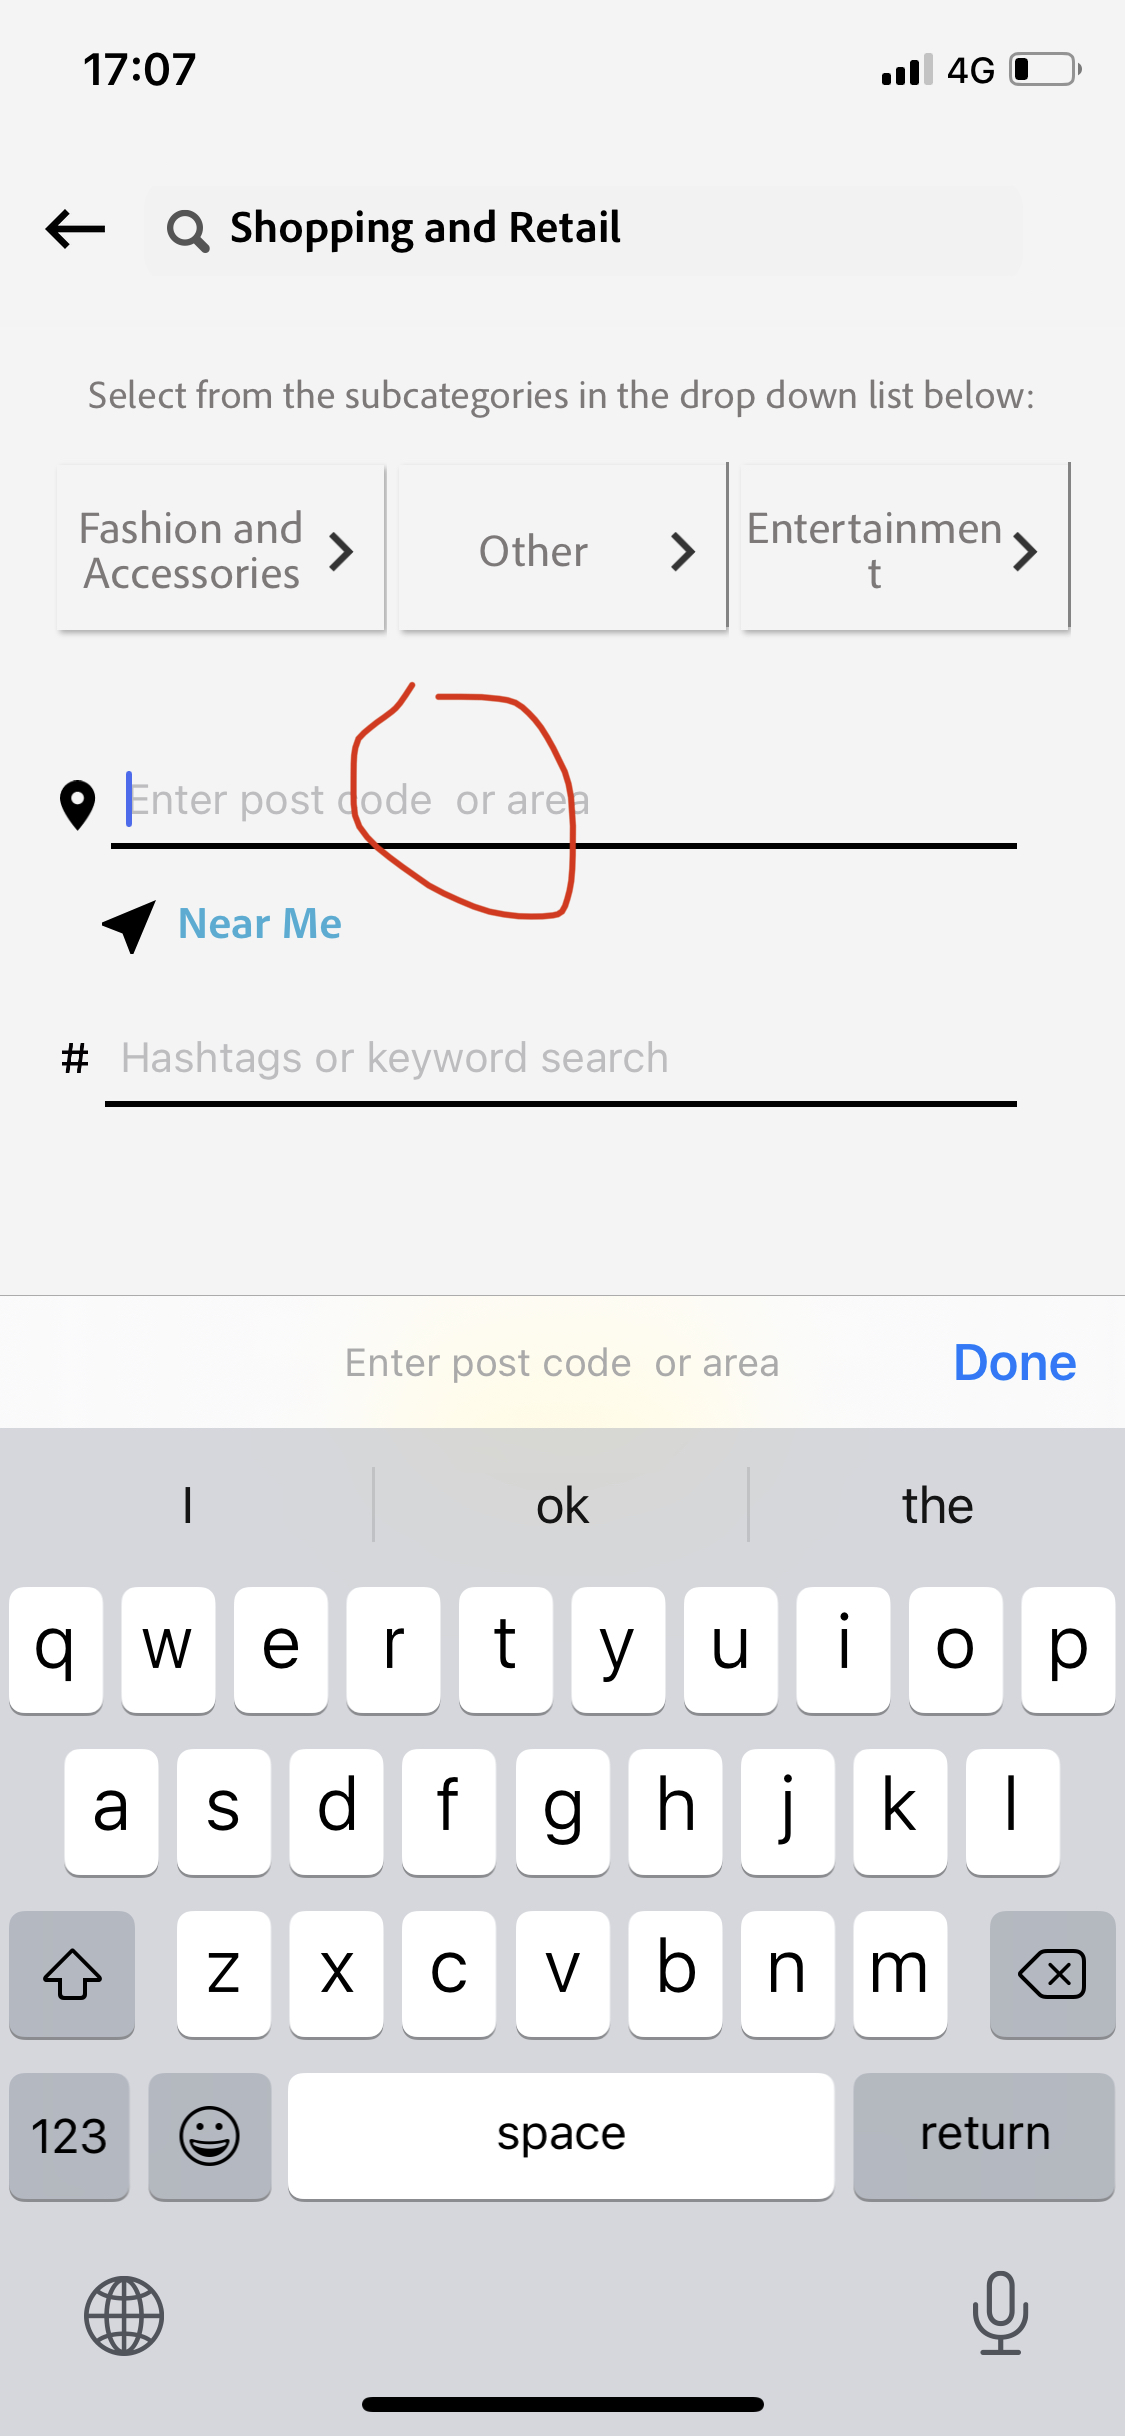 17:07 4G
Shopping and Retail
Select from the subcategories in the drop down list below:
Fashion and
Accessories
Other
Entertainmen
t
Enter post code  or area
Near Me
# Hashtags or keyword search
Enter post code  or area Done
I ok the
q w e r t y u i o p
a s d f g h j k l
z x c v b n m
123 space return